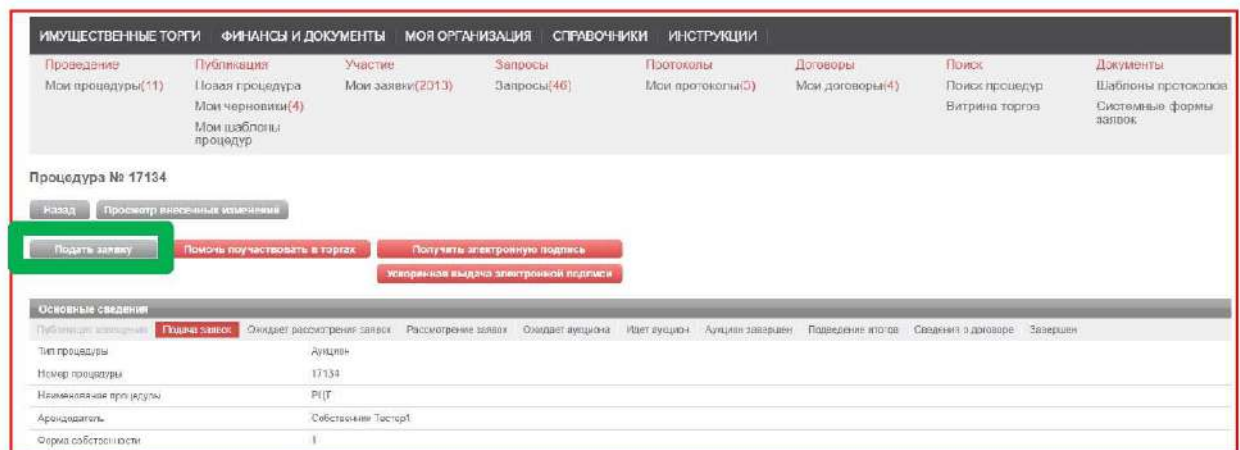 ИМУЩЕСТВЕННЫЕ ТОРГИ ФИНАНСЫ И ДОКУМЕНТЫ МОЯ ОРГАНИЗАЦИЯ СПРАВОЧНИКИ ИНСТРУКЦИИ
Проведение Публикация Участие Запросы Протоколы Договоры Поиск Документы
Мои процедуры(11) Новая процедура Мои заявки(2013) Запросы(46) Мои протоколы(3) Мои договоры(4) Поиск процедур Шаблоны протоколов
Мои черновики(4) Витрина торгов Системные формы заявок
Мои шаблоны процедур
Процедура № 17134
Назад Просмотр внесенных изменений
Подать заявку Помочь поучаствовать в торгах Получить электронную подпись
Ускоренная выдача электронной подписи
Основные сведения
Публикация извещения Подача заявок Ожидает рассмотрения заявок Рассмотрение заявок Ожидает аукциона Идет аукцион Аукцион завершен Подведение итогов Сведения о договоре Завершен
Тип процедуры Аукцион
Номер процедуры 17134
Наименование процедуры РЦТ
Арендодатель Собственник Тестер1
Форма собственности 1